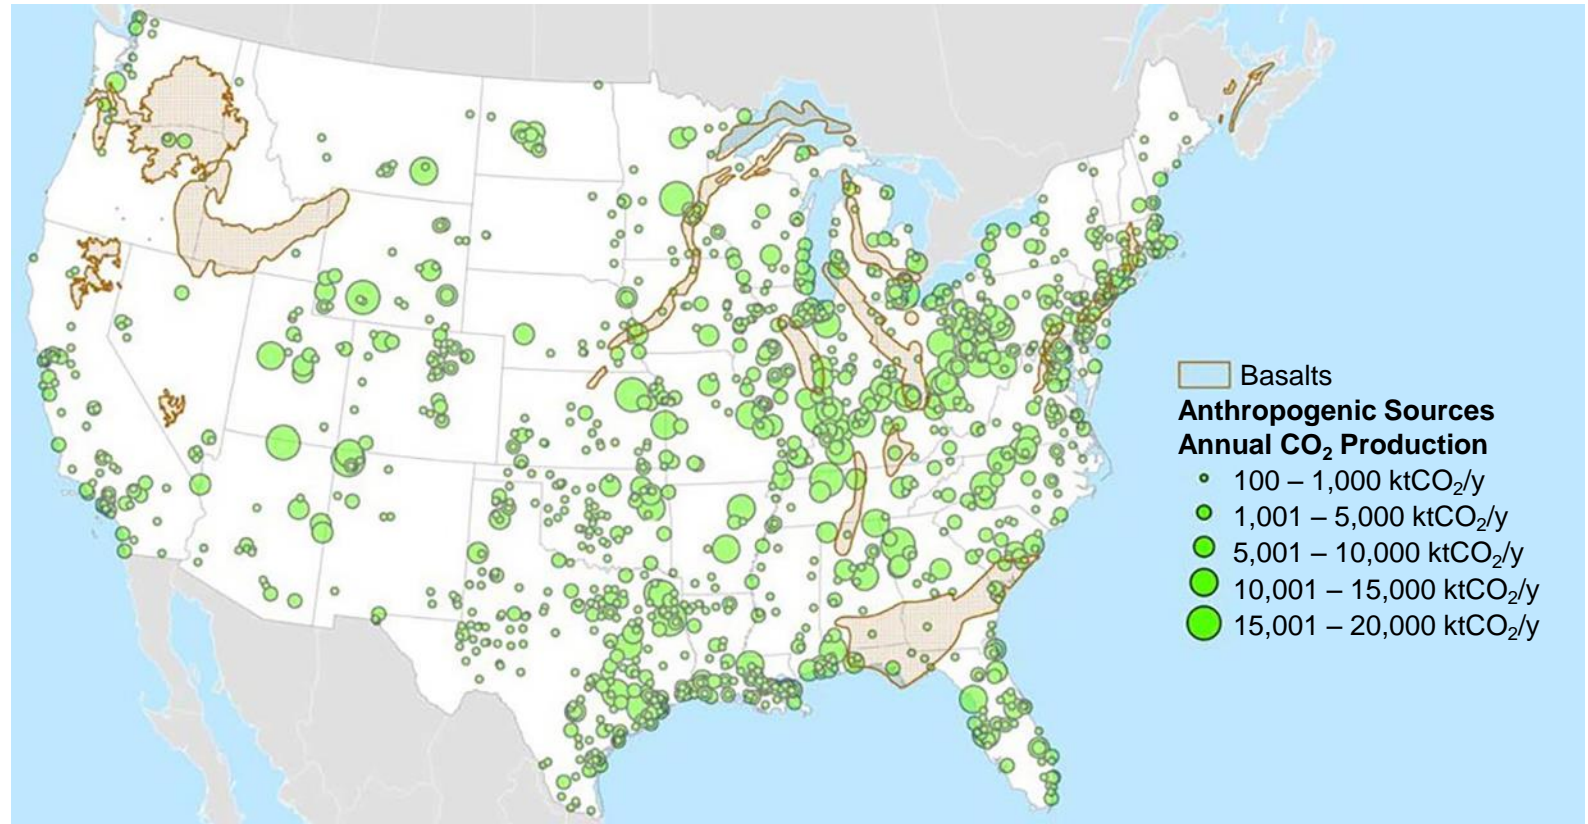 Basalts
Anthropogenic Sources
Annual CO₂ Production
100 – 1,000 ktCO₂/y
1,001 – 5,000 ktCO₂/y
5,001 – 10,000 ktCO₂/y
10,001 – 15,000 ktCO₂/y
15,001 – 20,000 ktCO₂/y